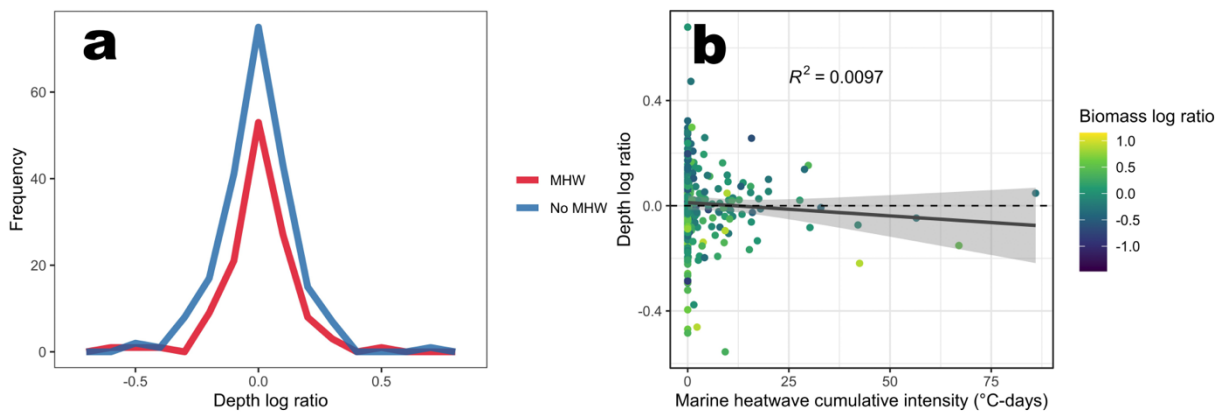 a
Frequency
60
40
20
0
-0.5
0.0
0.5
Depth log ratio
MHW
No MHW
b
R² = 0.0097
Depth log ratio
0.4
0.0
-0.4
0
25
50
75
Marine heatwave cumulative intensity (°C-days)
Biomass log ratio
1.0
0.5
0.0
-0.5
-1.0